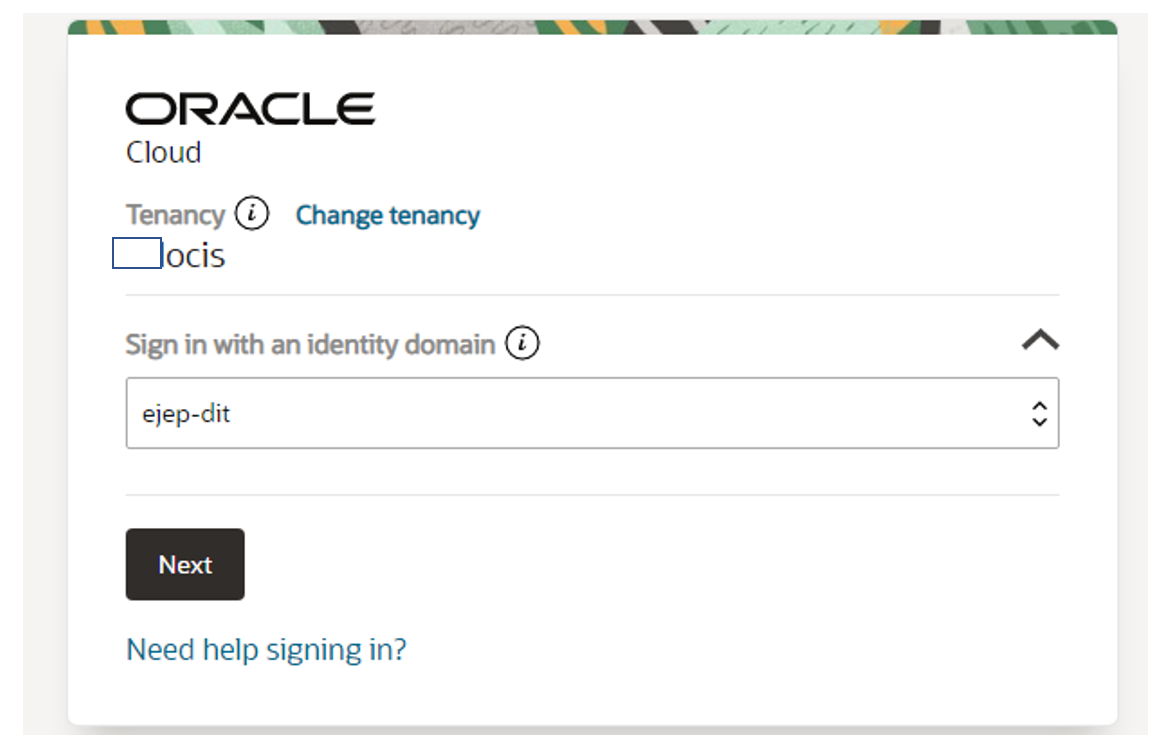 ORACLE
Cloud
Tenancy i Change tenancy
ocis
Sign in with an identity domain i
ejep-dit
Next
Need help signing in?